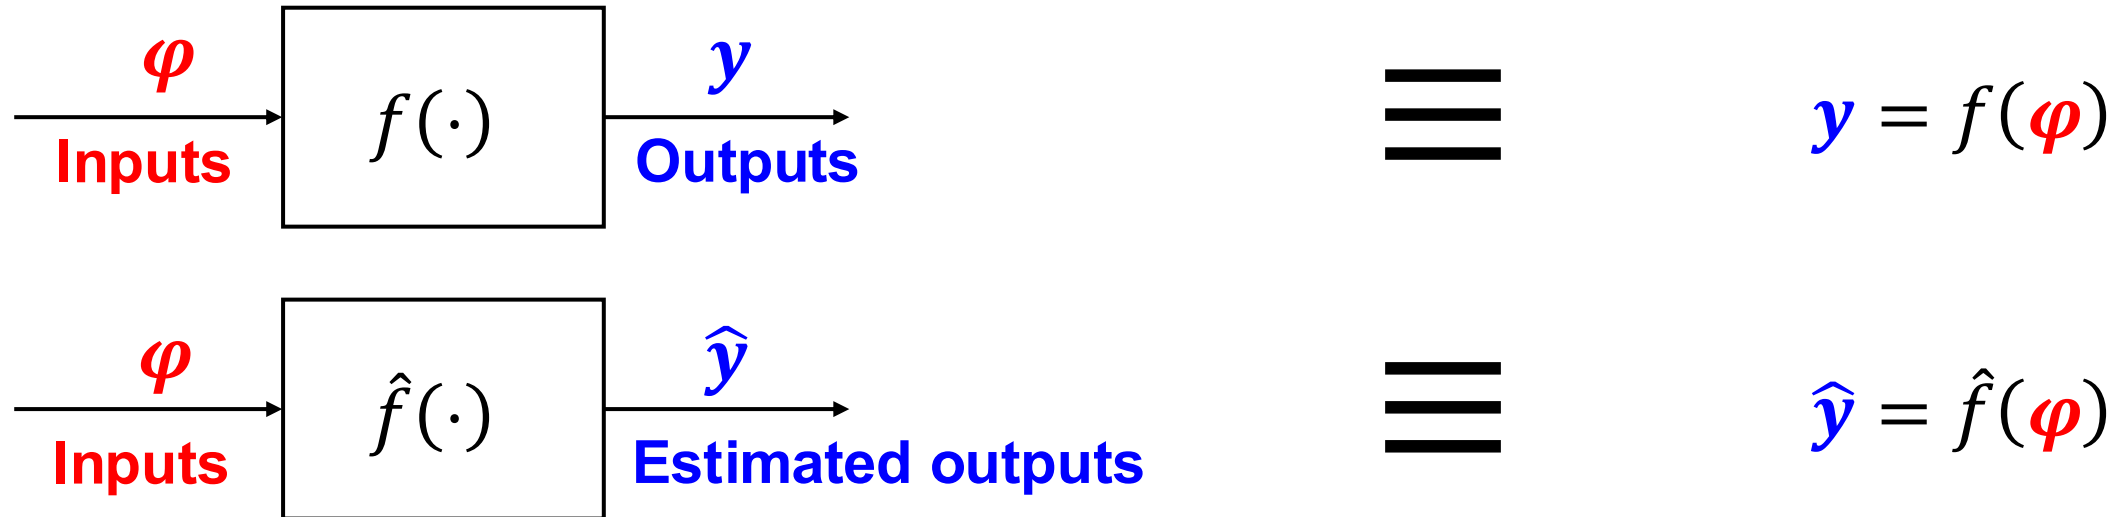 φ y
f(·) ≡ y = f(φ)
Inputs Outputs
φ ŷ
f̂(·) ≡ ŷ = f̂(φ)
Inputs Estimated outputs